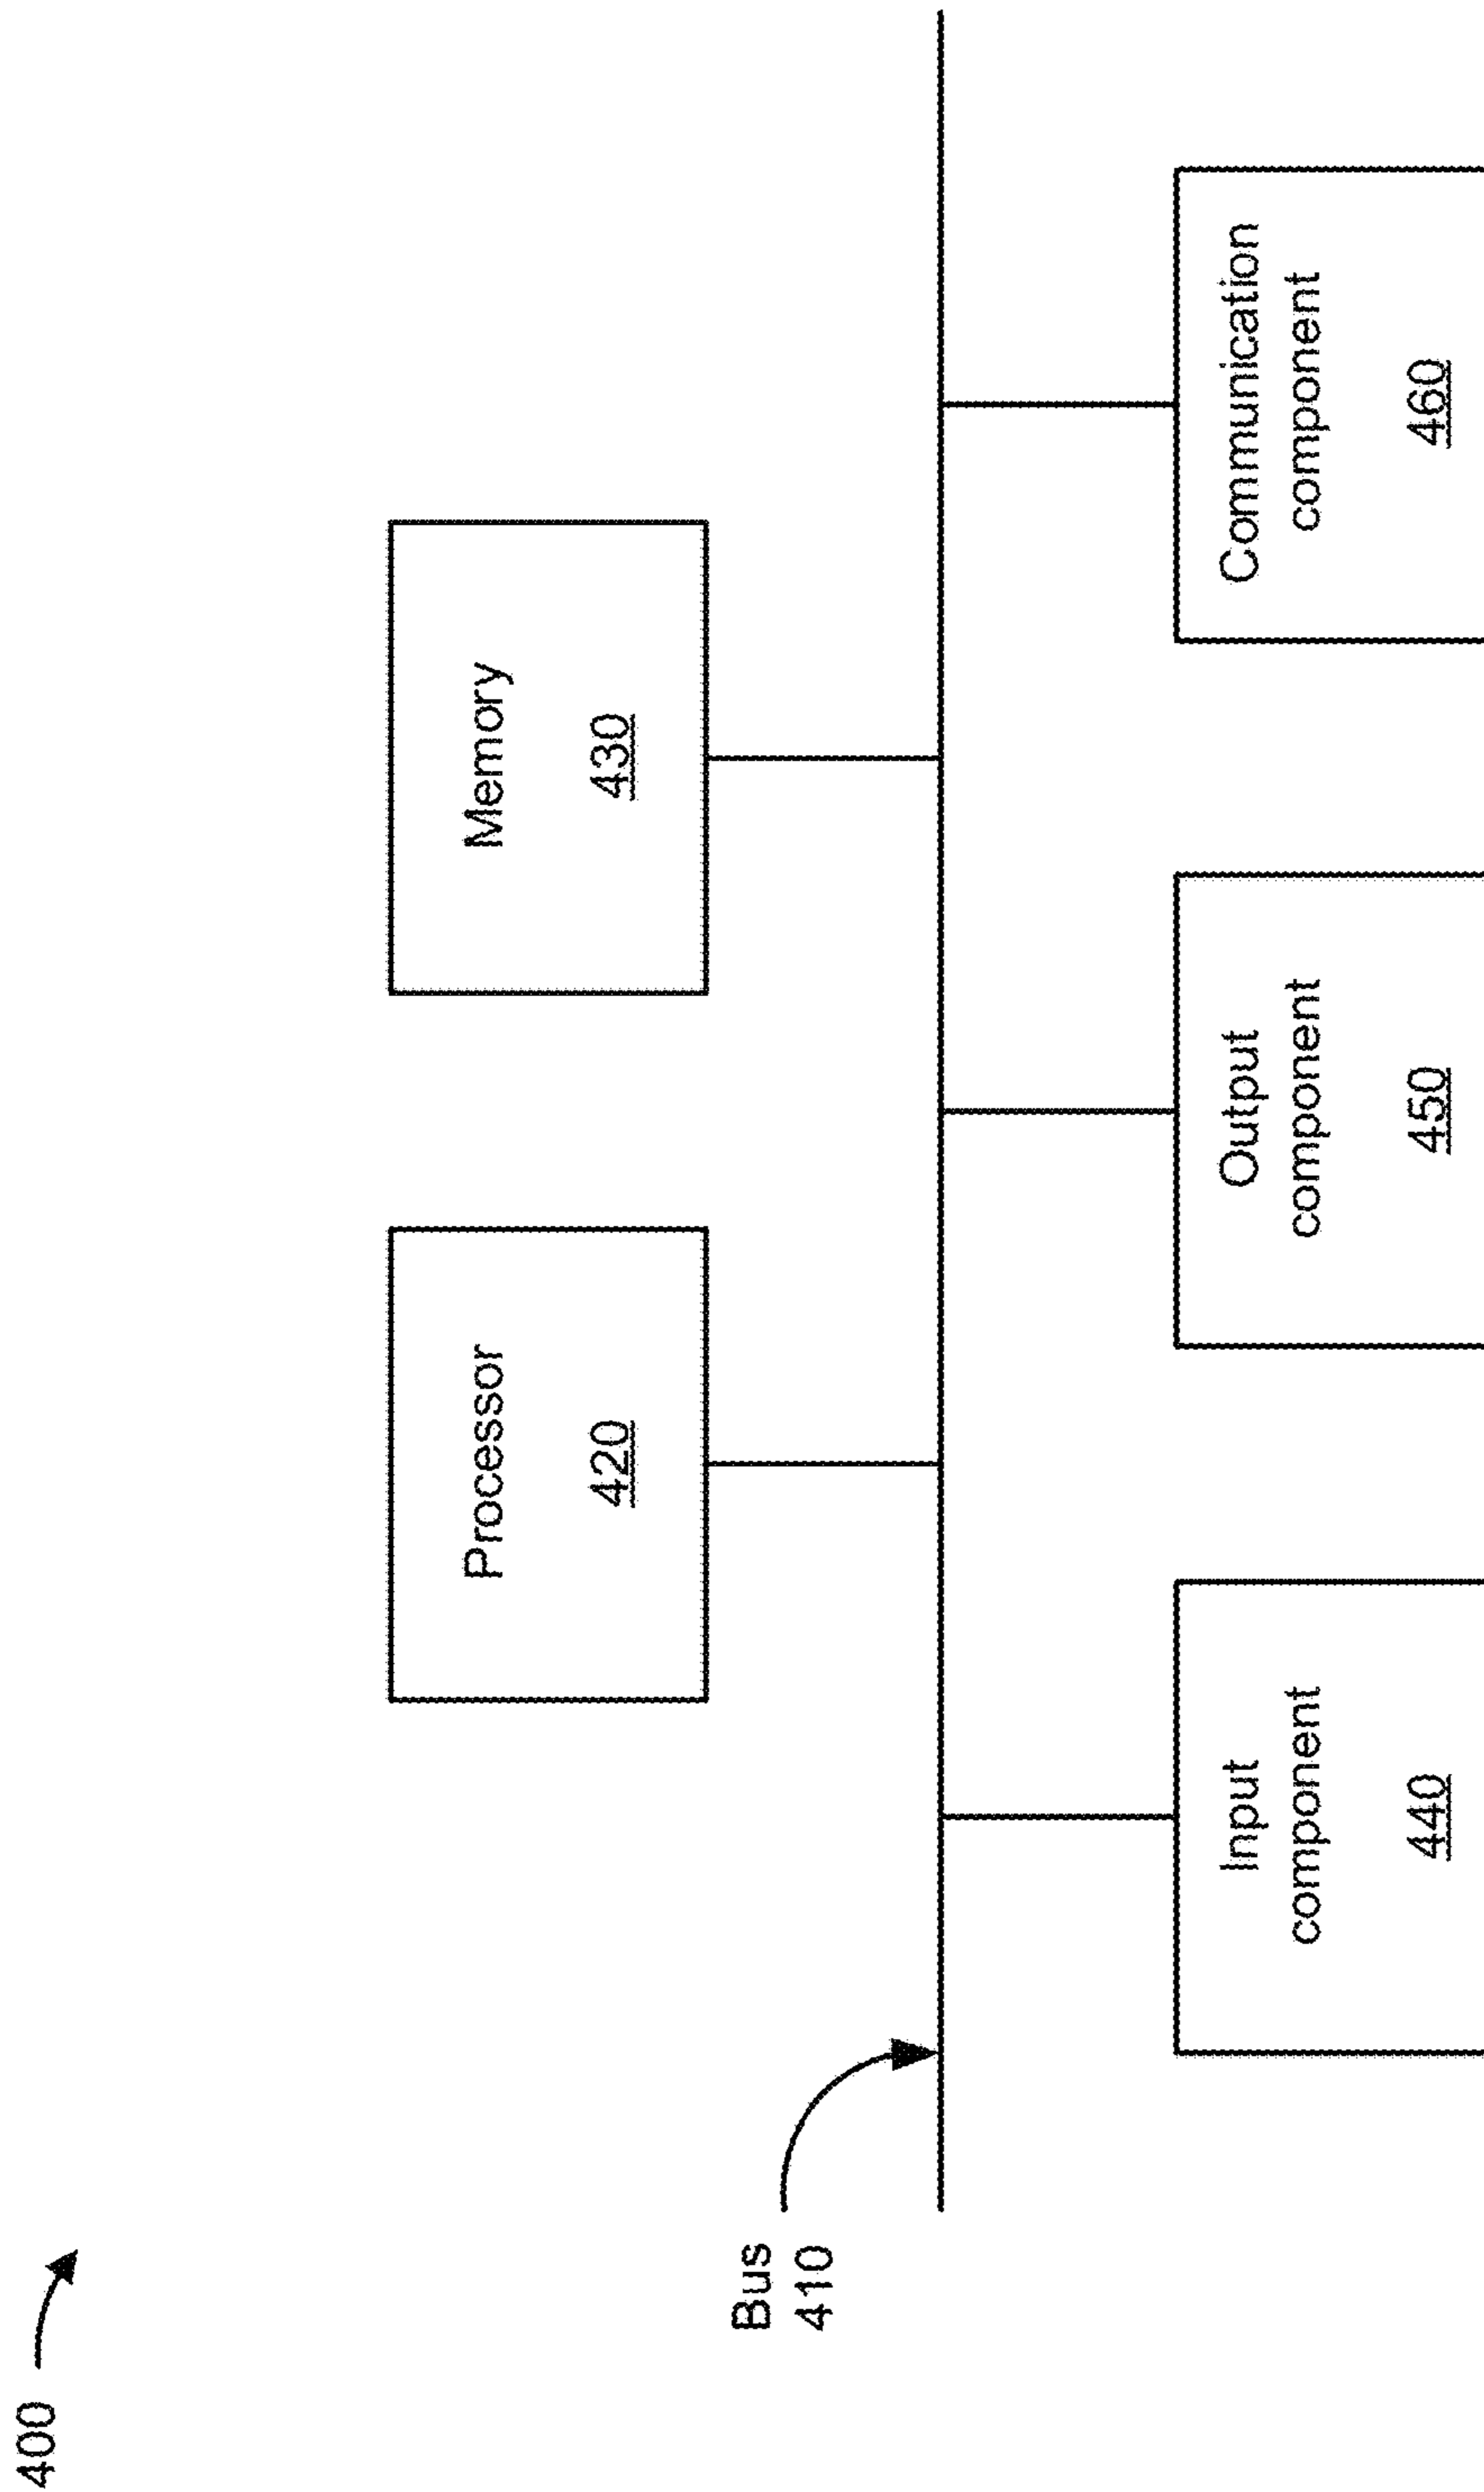 400
Bus
410
Processor
420
Memory
430
Input
component
440
Output
component
450
Communication
component
460